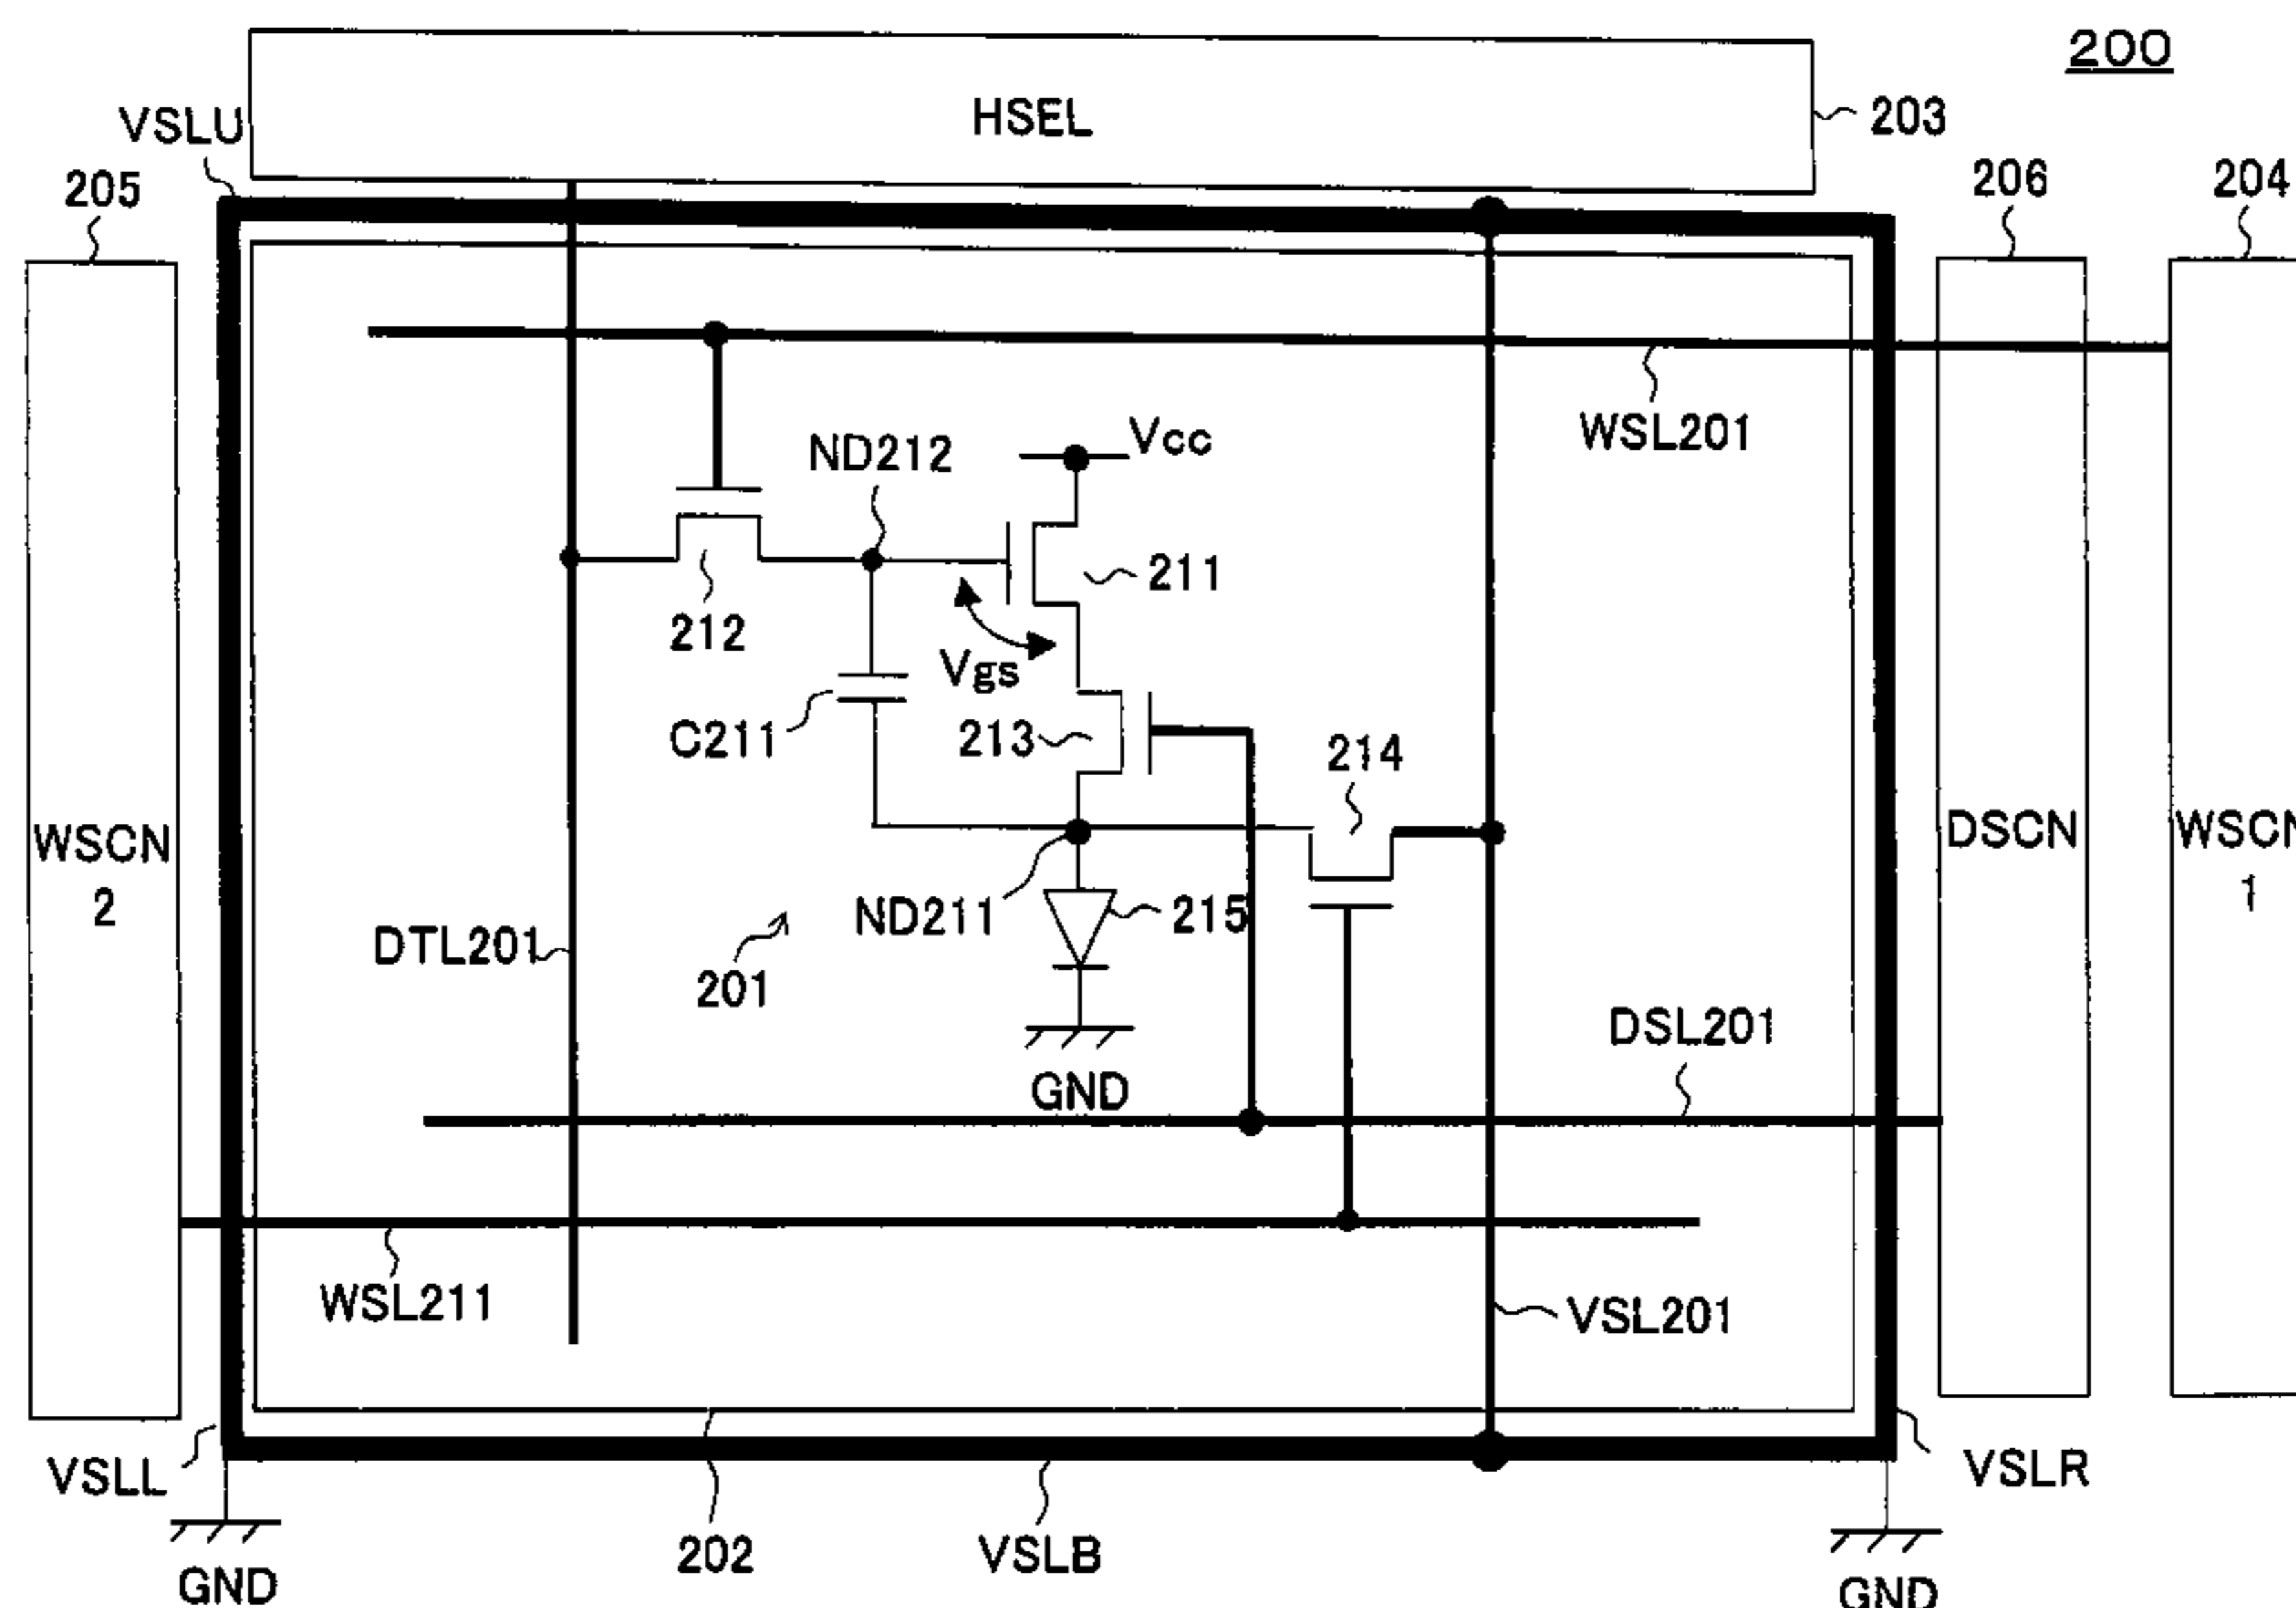 200
HSEL
203
VSLU
205
206
204
WSL201
Vcc
ND212
211
212
Vgs
C211
213
214
WSCN
2
DSCN
WSCN
1
ND211
215
DTL201
201
DSL201
GND
WSL211
VSL201
VSLL
VSLR
202
VSLB
GND
GND